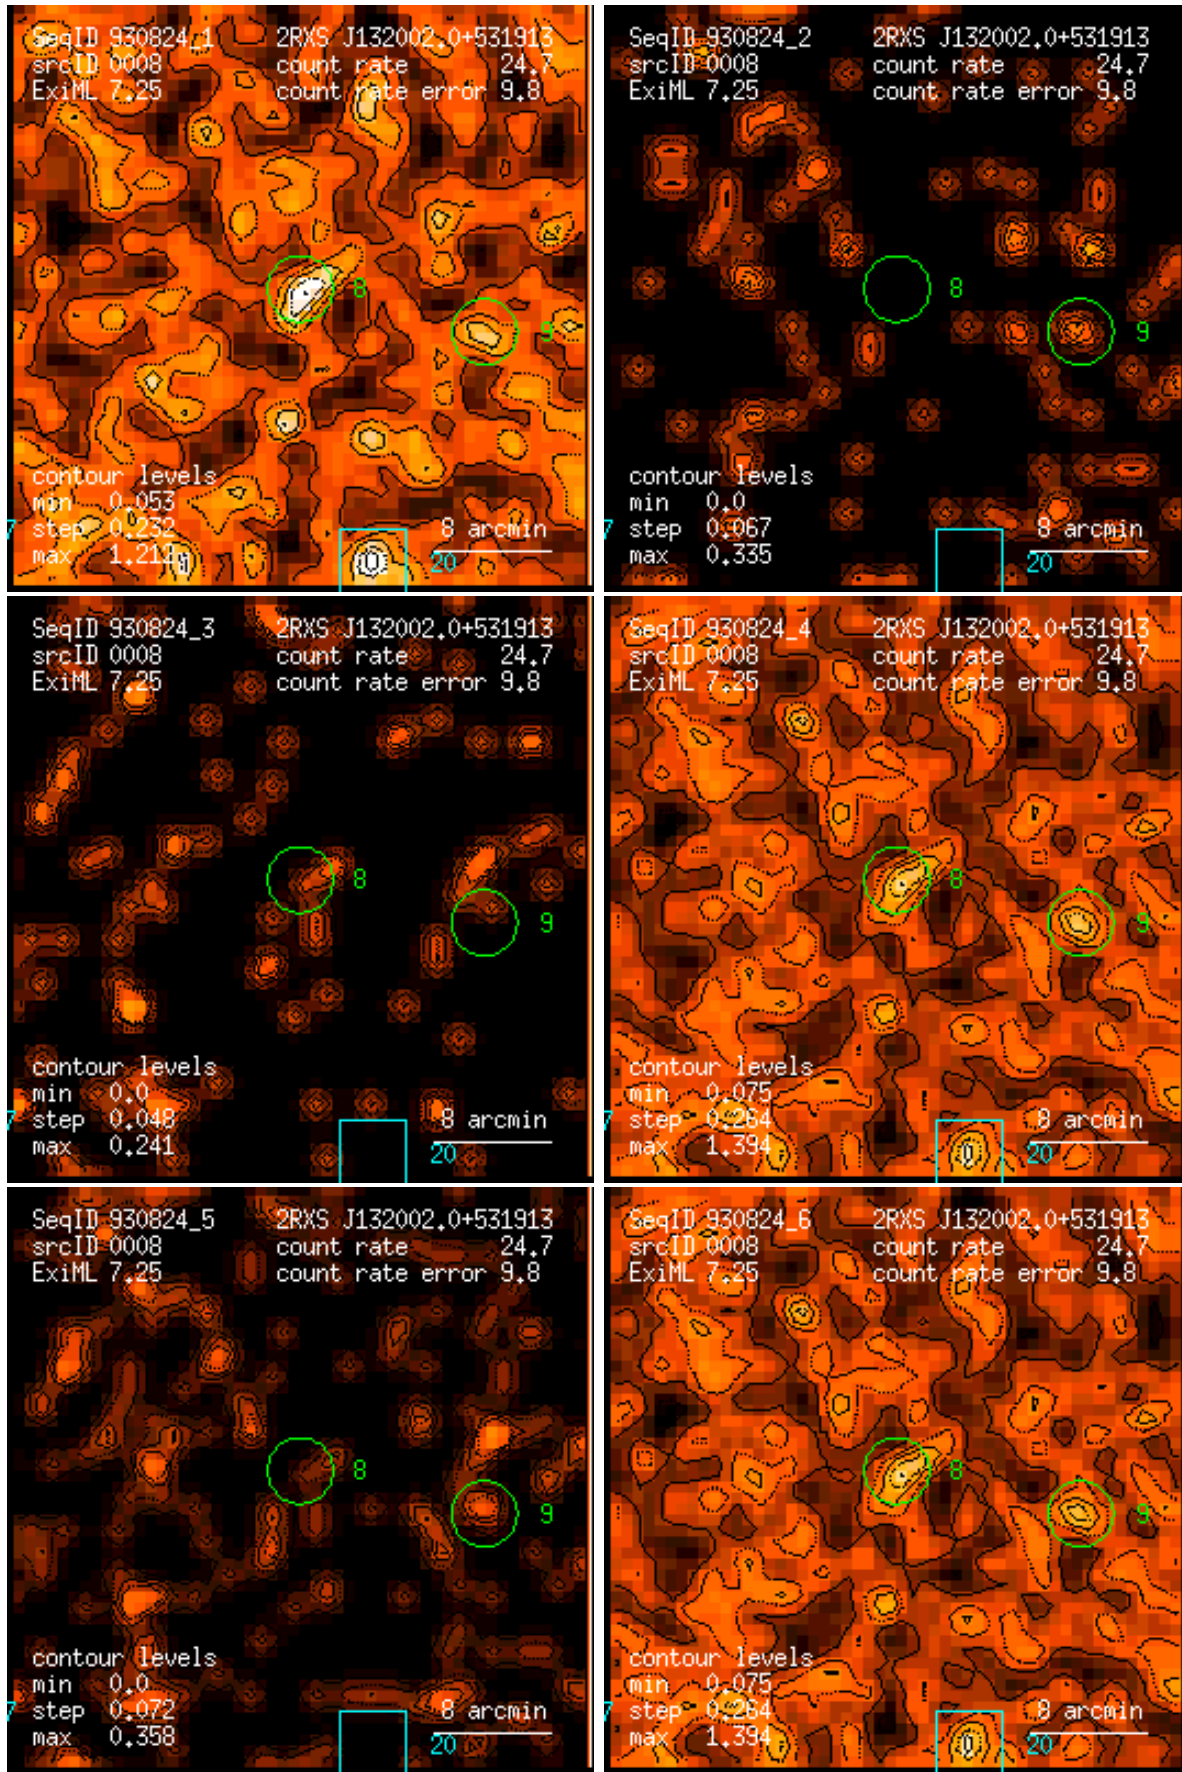 SeqID 930824_1 2RXS J132002.0+531913
srcID 0008 count rate 24.7
ExiML 7.25 count rate error 9.8
8
9
contour levels
min 0.053
7 step 0.232 8 arcmin
max 1.212 20
SeqID 930824_2 2RXS J132002.0+531913
srcID 0008 count rate 24.7
ExiML 7.25 count rate error 9.8
8
9
contour levels
min 0.0
7 step 0.067 8 arcmin
max 0.335 20
SeqID 930824_3 2RXS J132002.0+531913
srcID 0008 count rate 24.7
ExiML 7.25 count rate error 9.8
8
9
contour levels
min 0.0
7 step 0.048 8 arcmin
max 0.241 20
SeqID 930824_4 2RXS J132002.0+531913
srcID 0008 count rate 24.7
ExiML 7.25 count rate error 9.8
8
9
contour levels
min 0.075
7 step 0.264 8 arcmin
max 1.394 20
SeqID 930824_5 2RXS J132002.0+531913
srcID 0008 count rate 24.7
ExiML 7.25 count rate error 9.8
8
9
contour levels
min 0.0
7 step 0.072 8 arcmin
max 0.358 20
SeqID 930824_6 2RXS J132002.0+531913
srcID 0008 count rate 24.7
ExiML 7.25 count rate error 9.8
8
9
contour levels
min 0.075
7 step 0.264 8 arcmin
max 1.394 20